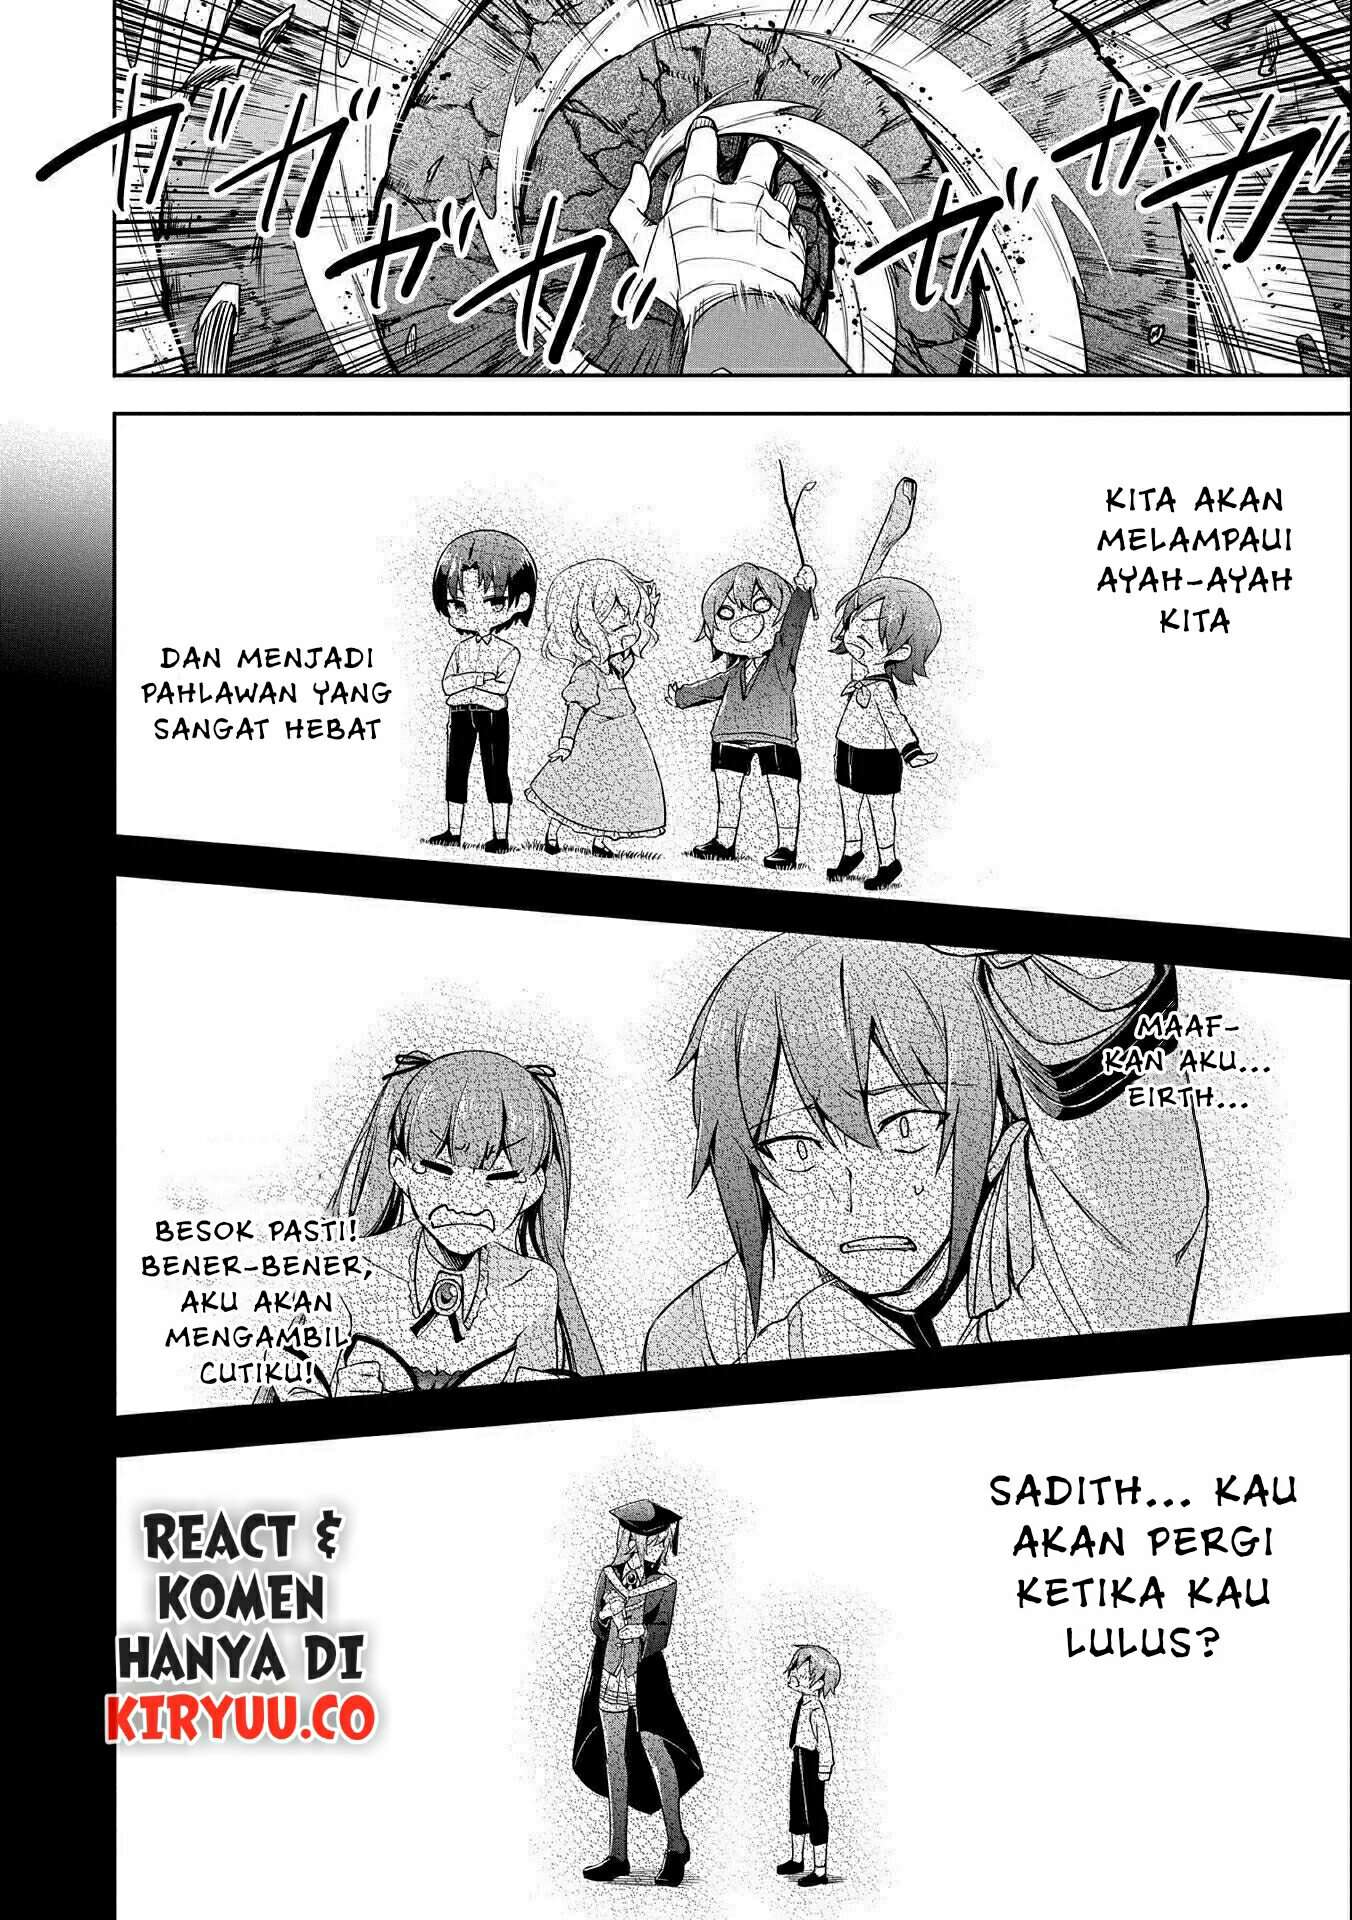 ガガガガガガガ
KITA AKAN
MELAMPAUI
AYAH-AYAH
KITA
DAN MENJADI
PAHLAWAN YANG
SANGAT HEBAT
MAAF-
KAN AKU...
EIRTH...
BESOK PASTI!
BENER-BENER,
AKU AKAN
MENGAMBIL
CUTIKU!
SADITH... KAU
AKAN PERGI
KETIKA KAU
LULUS?
REACT &
KOMEN
HANYA DI
KIRYUU.CO